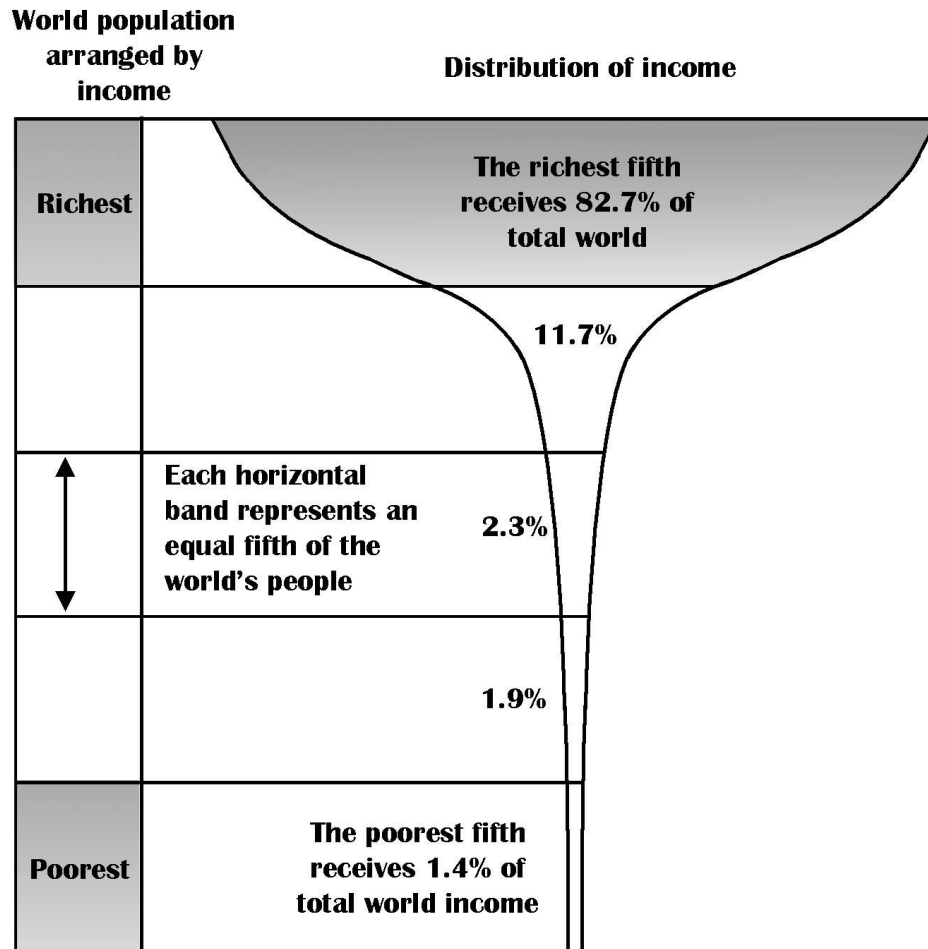 World population
arranged by
income
Distribution of income
Richest
The richest fifth
receives 82.7% of
total world
11.7%
Each horizontal
band represents an
equal fifth of the
world's people
2.3%
1.9%
Poorest
The poorest fifth
receives 1.4% of
total world income